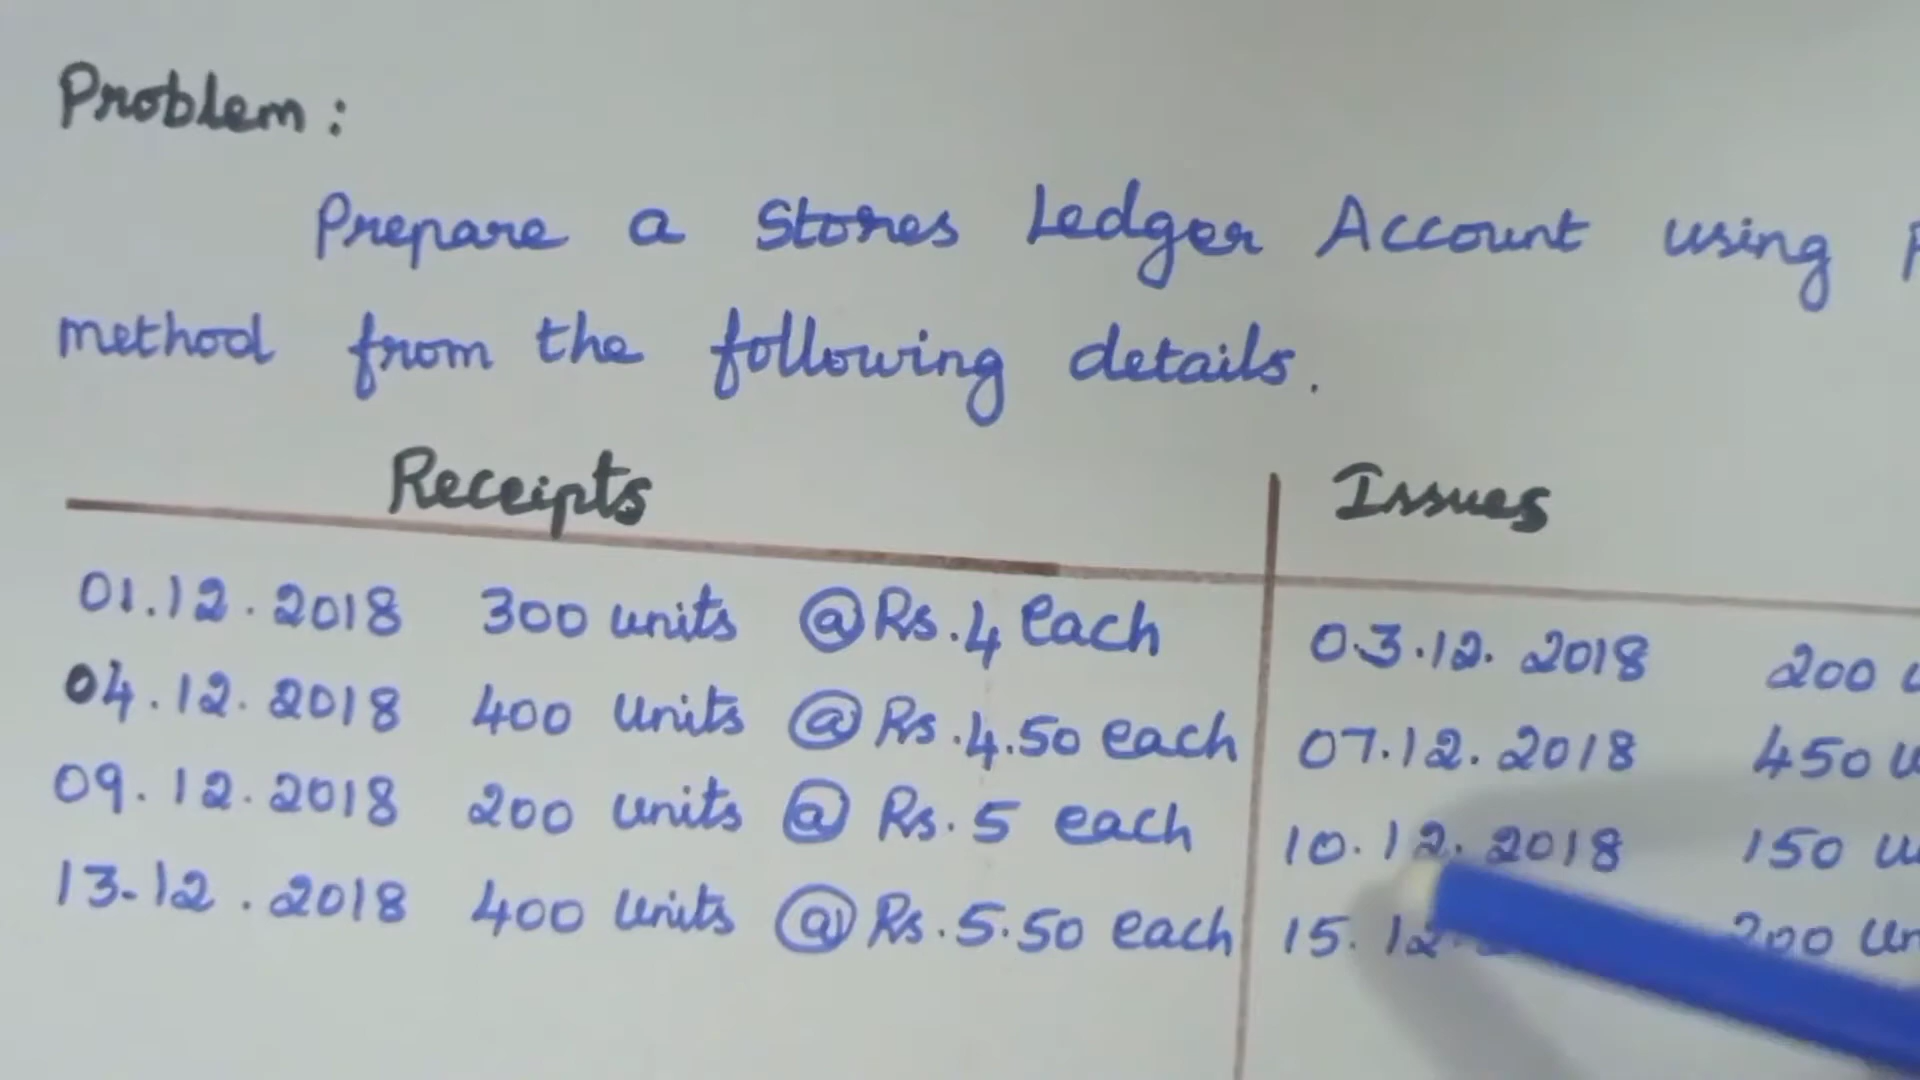 Problem:
Prepare a Stores Ledger Account using
method from the following details.
Receipts Issues
01.12.2018 300 units @ Rs.4 each 03.12.2018 200
04.12.2018 400 units @ Rs.4.50 each 07.12.2018 450
09.12.2018 200 units @ Rs.5 each 10.12.2018 150
13-12.2018 400 units @ Rs.5.50 each 15.12. 200